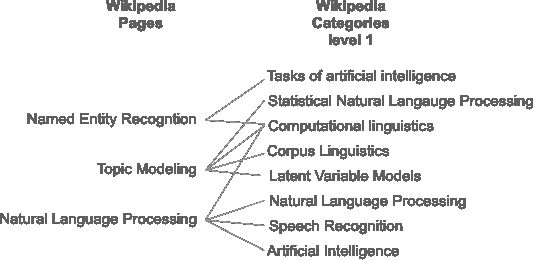 Wikipedia
Pages
Wikipedia
Categories
level 1
Named Entity Recogntion
Topic Modeling
Natural Language Processing
Tasks of artificial intelligence
Statistical Natural Langauge Processing
Computational linguistics
Corpus Linguistics
Latent Variable Models
Natural Language Processing
Speech Recognition
Artificial Intelligence